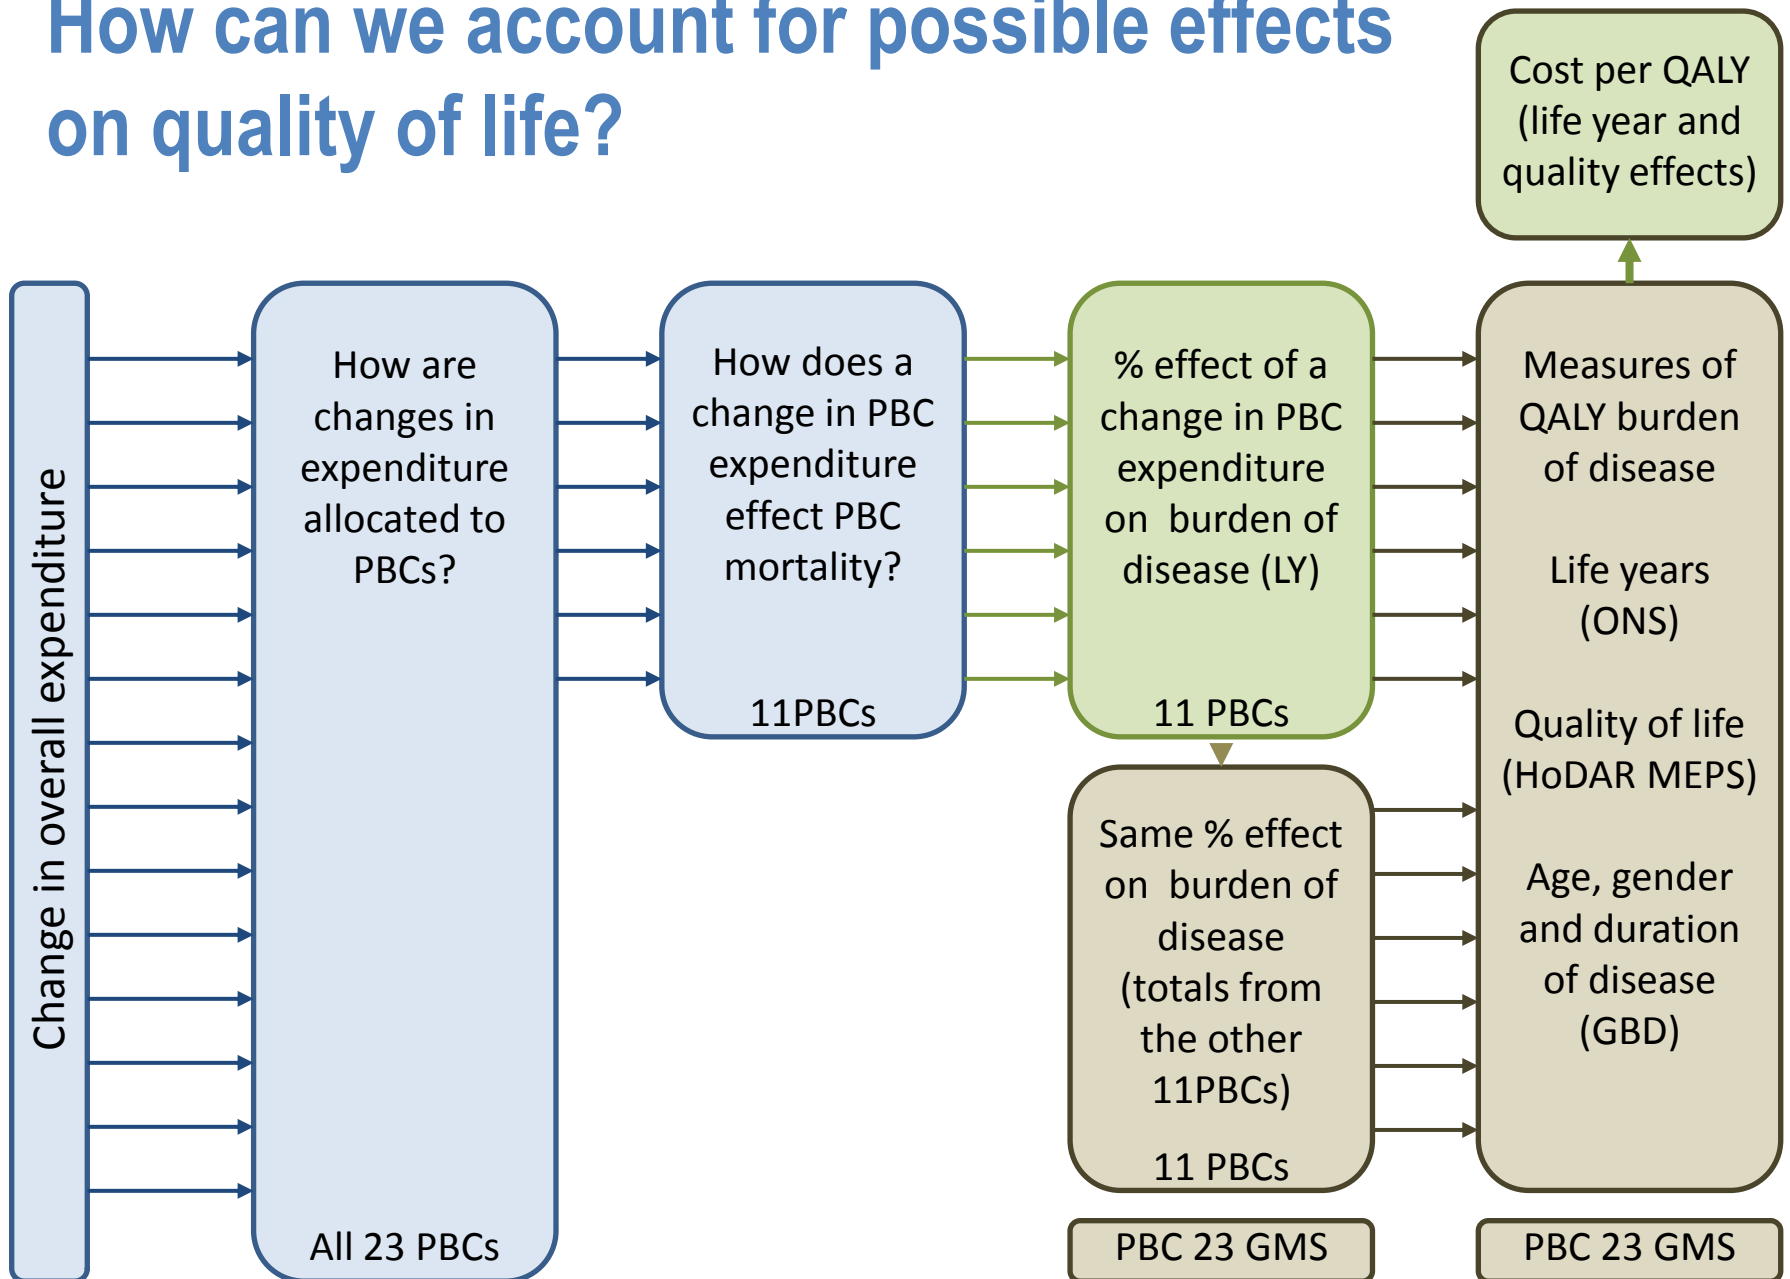 How can we account for possible effects
on quality of life?
Cost per QALY
(life year and
quality effects)
Change in overall expenditure
How are
changes in
expenditure
allocated to
PBCs?
All 23 PBCs
How does a
change in PBC
expenditure
effect PBC
mortality?
11PBCs
% effect of a
change in PBC
expenditure
on burden of
disease (LY)
11 PBCs
Same % effect
on burden of
disease
(totals from
the other
11PBCs)
11 PBCs
PBC 23 GMS
Measures of
QALY burden
of disease
Life years
(ONS)
Quality of life
(HoDAR MEPS)
Age, gender
and duration
of disease
(GBD)
PBC 23 GMS